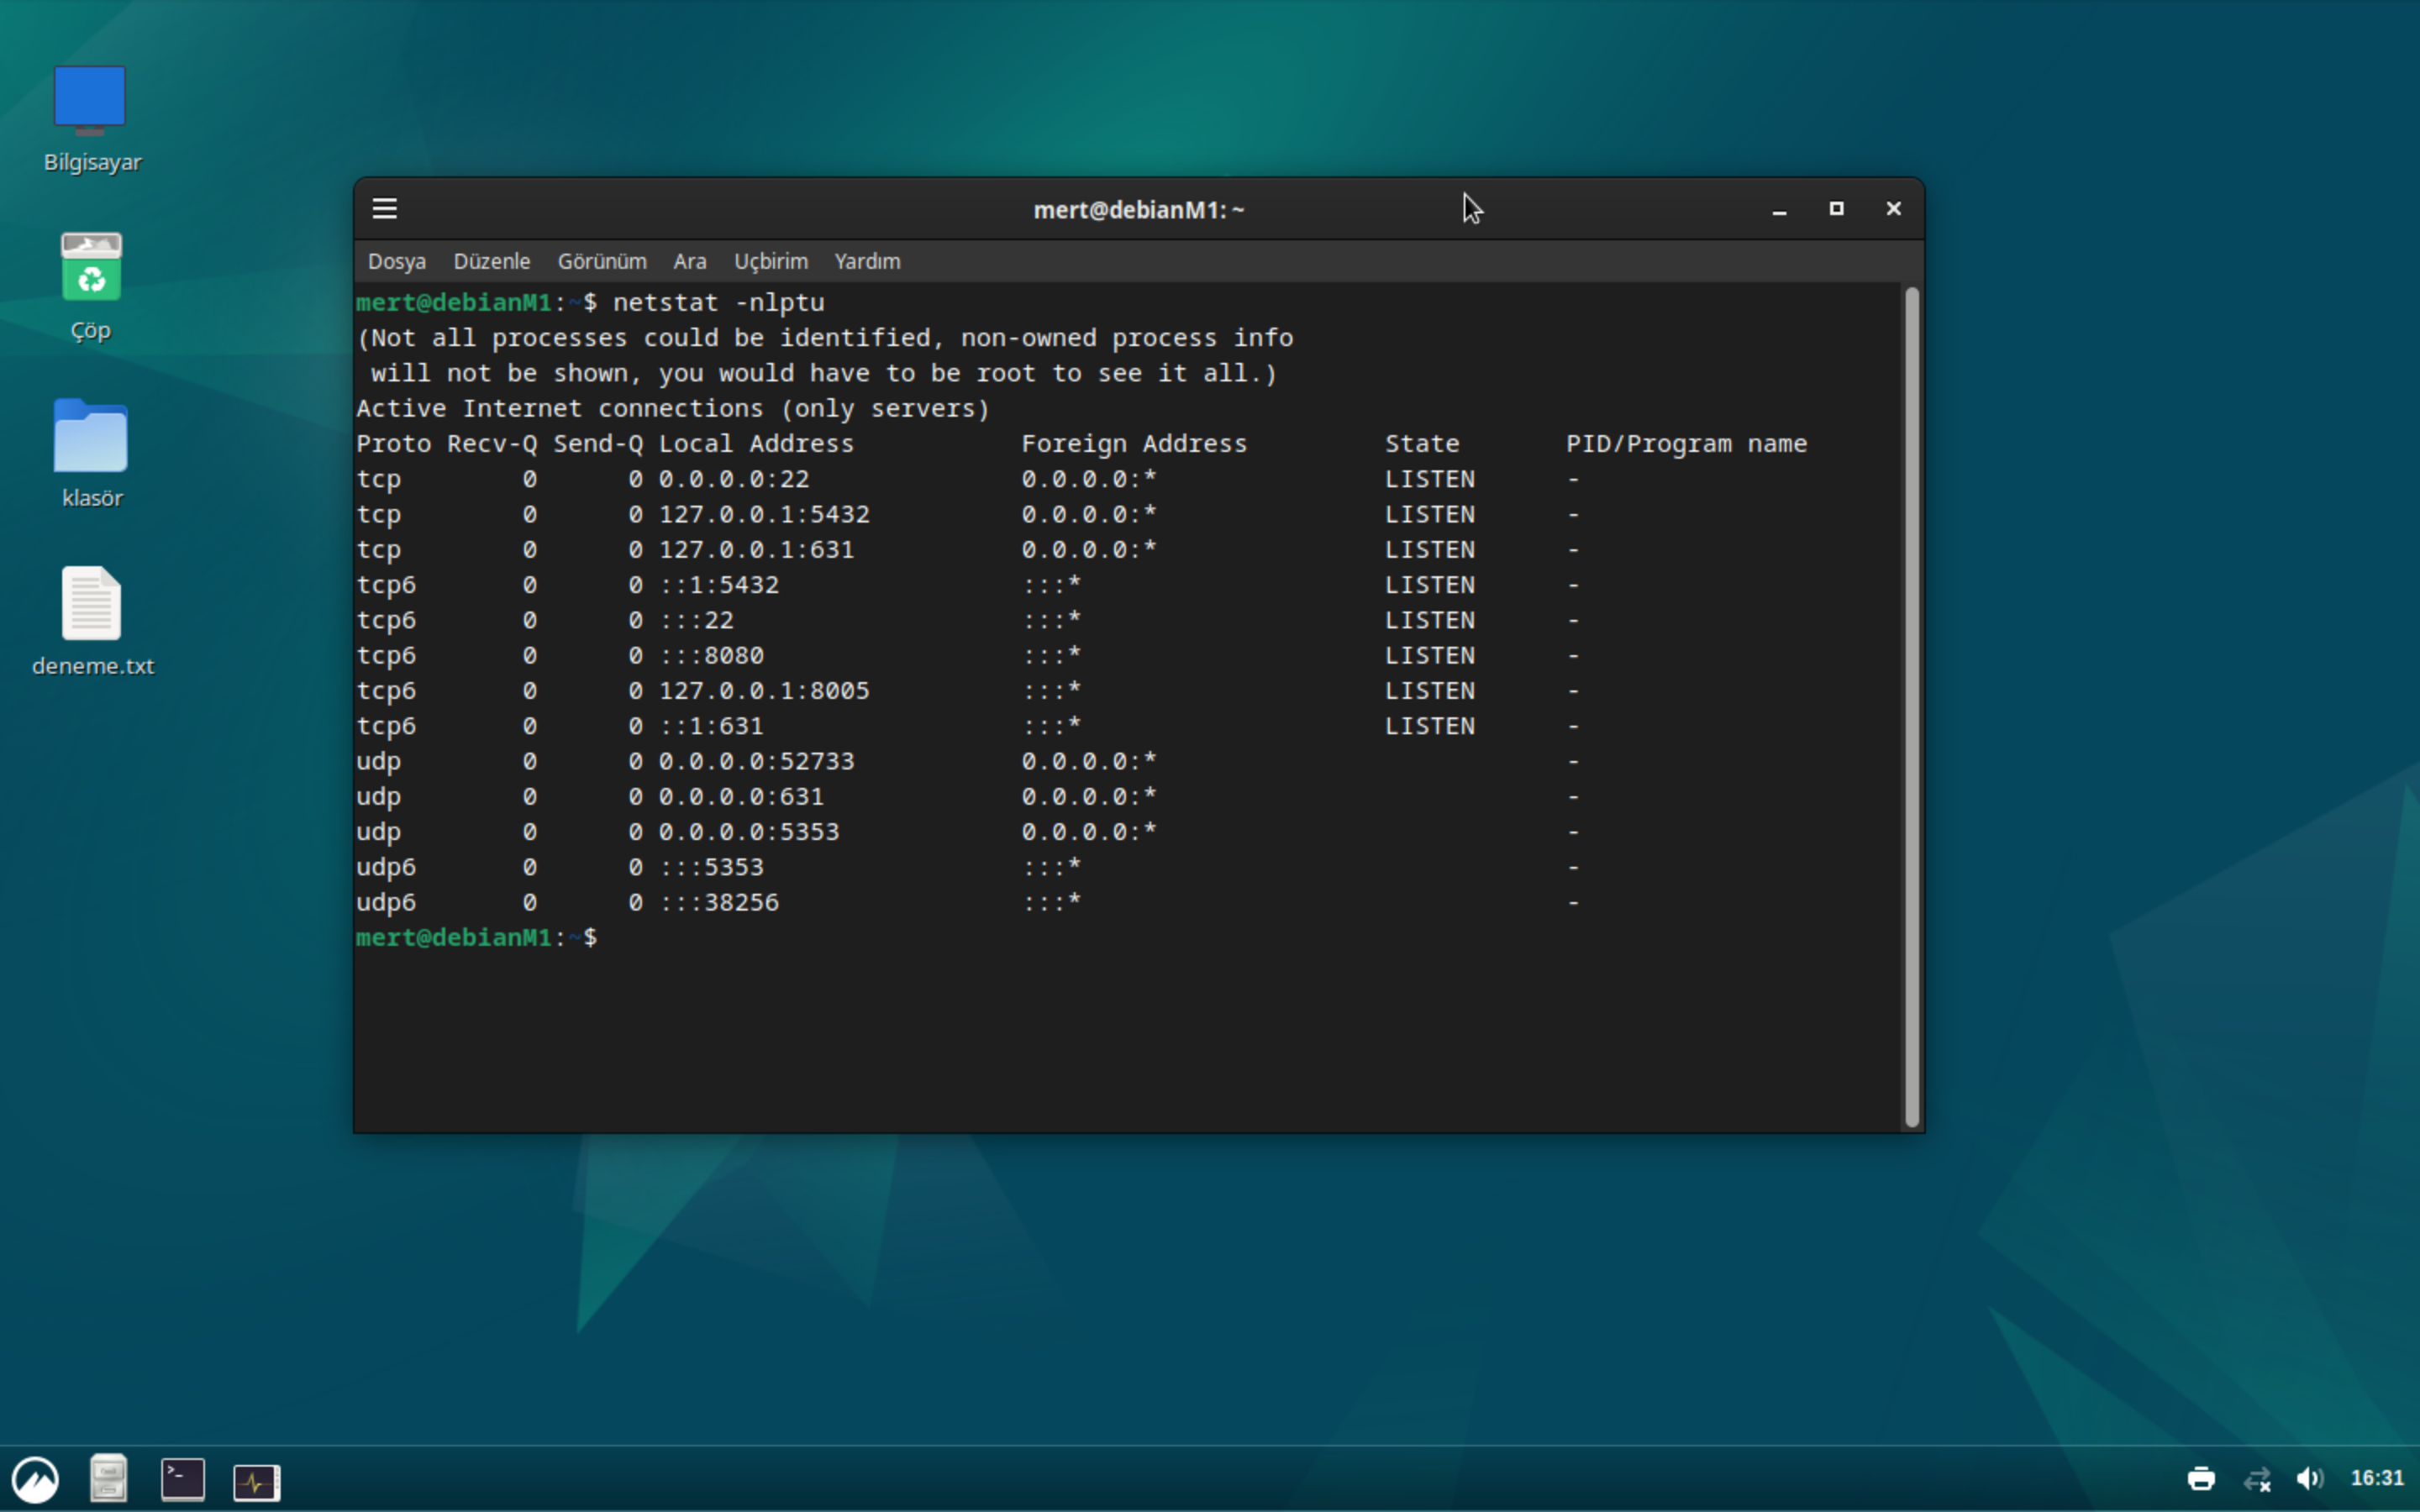 Bilgisayar
Çöp
klasör
deneme.txt
mert@debianM1: ~
Dosya Düzenle Görünüm Ara Uçbirim Yardım
mert@debianM1:~$ netstat -nlptu
(Not all processes could be identified, non-owned process info
 will not be shown, you would have to be root to see it all.)
Active Internet connections (only servers)
Proto Recv-Q Send-Q Local Address           Foreign Address         State       PID/Program name
tcp        0      0 0.0.0.0:22              0.0.0.0:*               LISTEN      -
tcp        0      0 127.0.0.1:5432          0.0.0.0:*               LISTEN      -
tcp        0      0 127.0.0.1:631           0.0.0.0:*               LISTEN      -
tcp6       0      0 ::1:5432                :::*                    LISTEN      -
tcp6       0      0 :::22                   :::*                    LISTEN      -
tcp6       0      0 :::8080                 :::*                    LISTEN      -
tcp6       0      0 127.0.0.1:8005          :::*                    LISTEN      -
tcp6       0      0 ::1:631                 :::*                    LISTEN      -
udp        0      0 0.0.0.0:52733           0.0.0.0:*                           -
udp        0      0 0.0.0.0:631             0.0.0.0:*                           -
udp        0      0 0.0.0.0:5353            0.0.0.0:*                           -
udp6       0      0 :::5353                 :::*                                -
udp6       0      0 :::38256                :::*                                -
mert@debianM1:~$
16:31